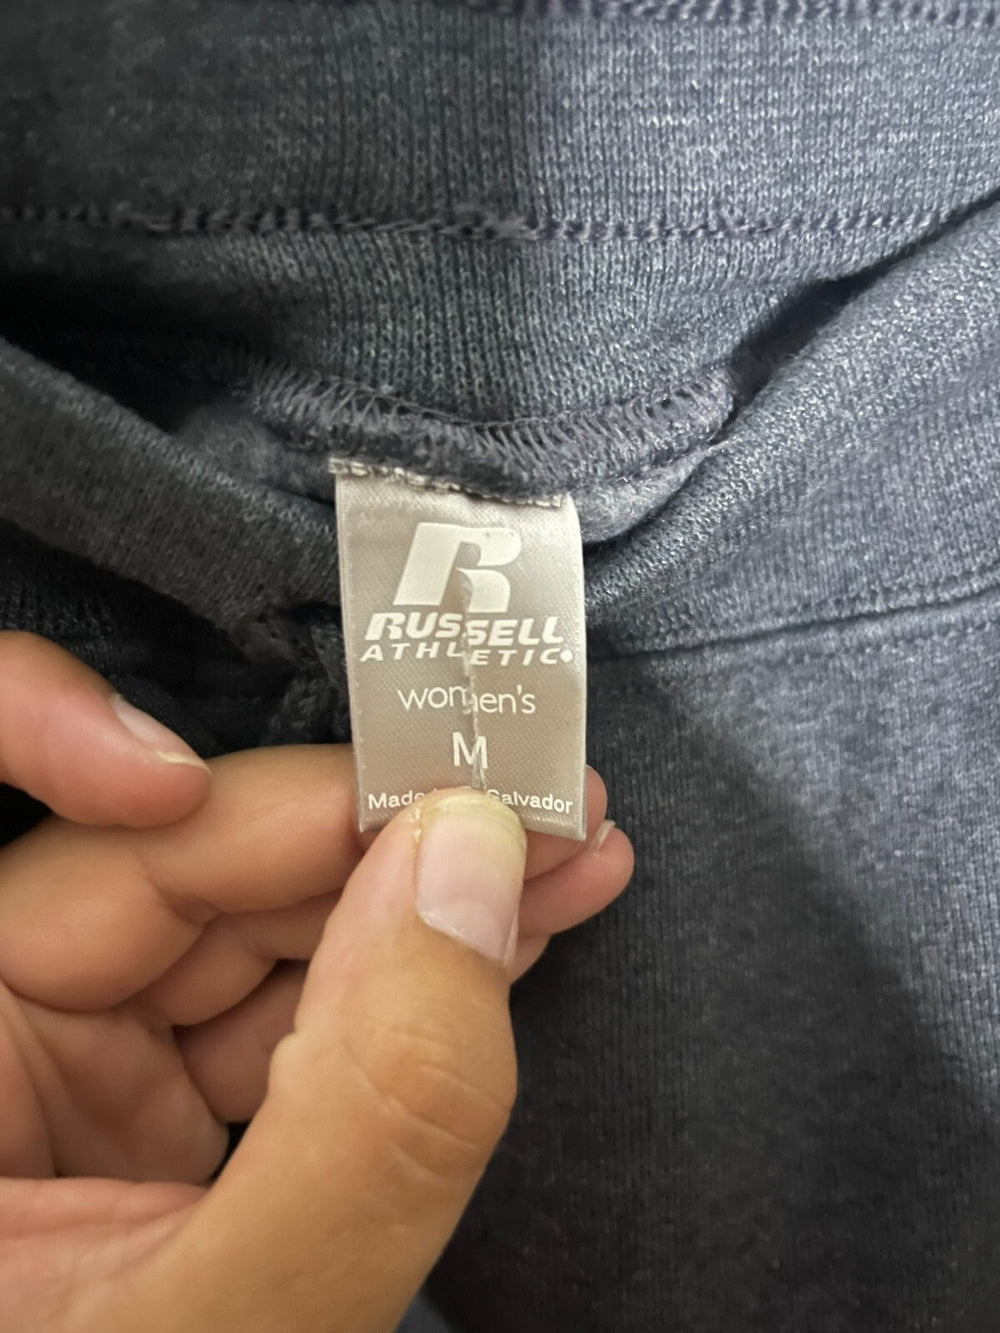 R
RUSSELL
ATHLETIC
women's
M
Made Salvador